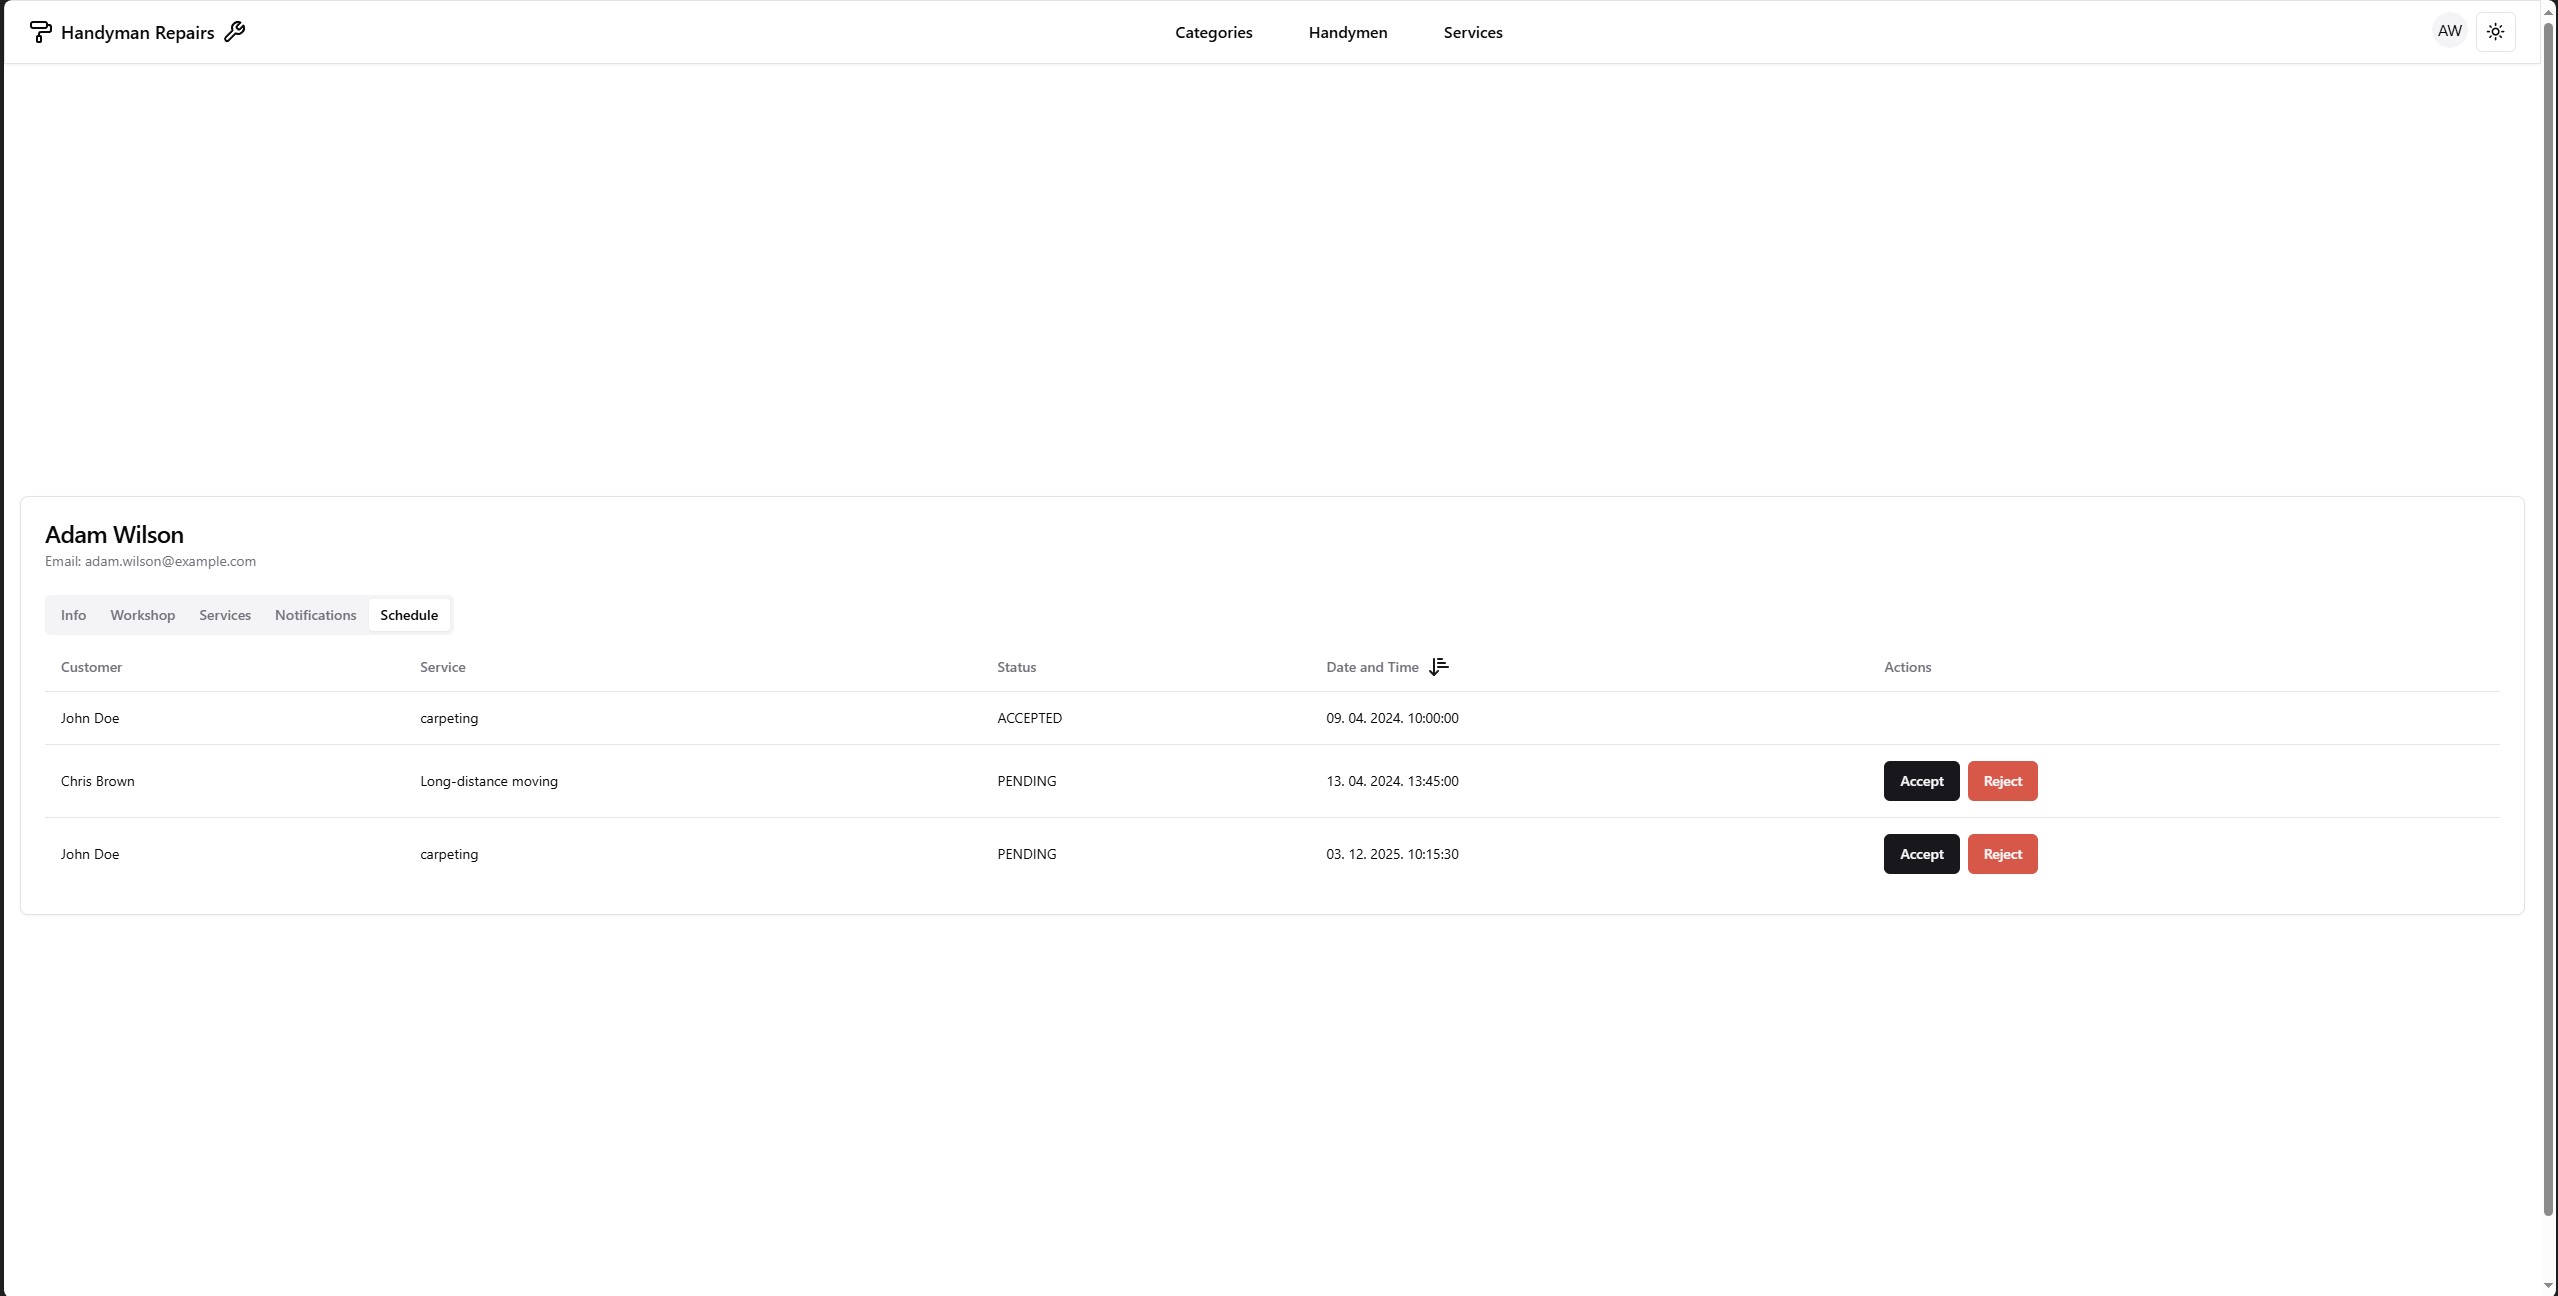 Handyman Repairs
Categories Handymen Services
AW
Adam Wilson
Email: adam.wilson@example.com
Info Workshop Services Notifications Schedule
Customer Service Status Date and Time Actions
John Doe carpeting ACCEPTED 09. 04. 2024. 10:00:00
Chris Brown Long-distance moving PENDING 13. 04. 2024. 13:45:00 Accept Reject
John Doe carpeting PENDING 03. 12. 2025. 10:15:30 Accept Reject